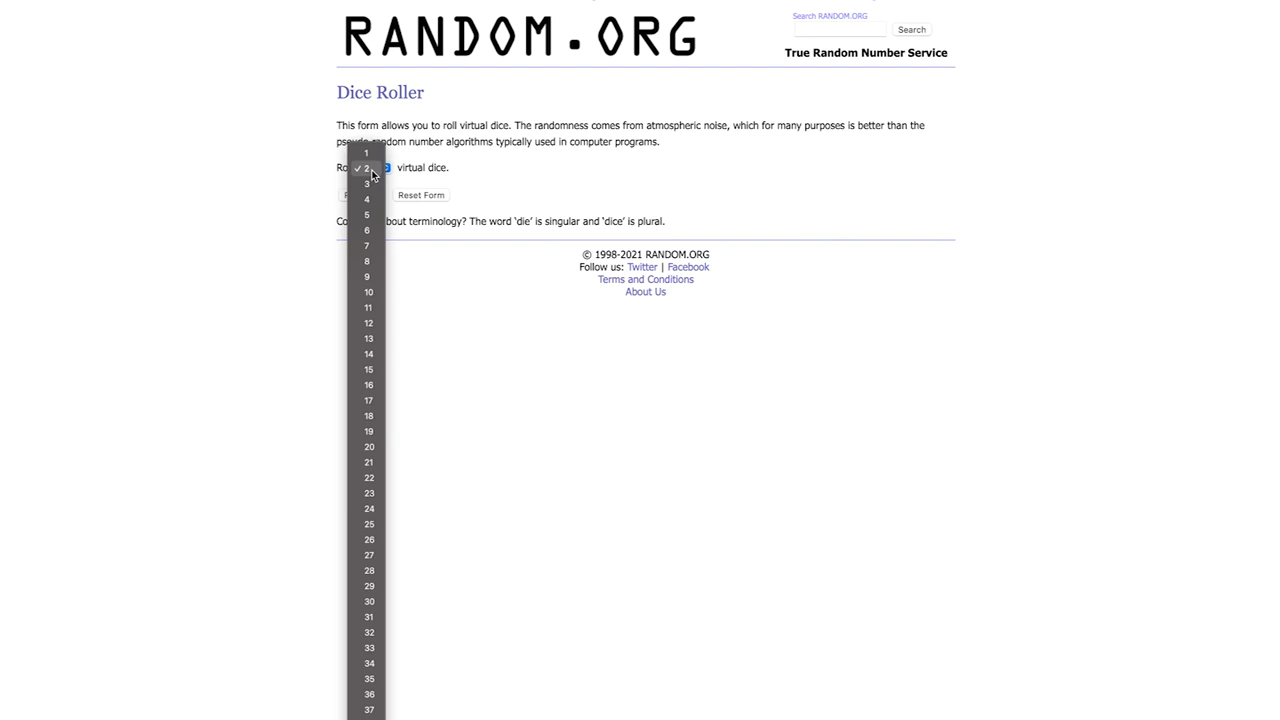 RANDOM.ORG
Search RANDOM.ORG
Search
True Random Number Service
Dice Roller
This form allows you to roll virtual dice. The randomness comes from atmospheric noise, which for many purposes is better than the
random number algorithms typically used in computer programs.
1
Ro ✓ 2 virtual dice.
3
Reset Form
4
5
Co bout terminology? The word ‘die’ is singular and ‘dice’ is plural.
6
7
© 1998-2021 RANDOM.ORG
8
Follow us: Twitter | Facebook
9
Terms and Conditions
10
About Us
11
12
13
14
15
16
17
18
19
20
21
22
23
24
25
26
27
28
29
30
31
32
33
34
35
36
37